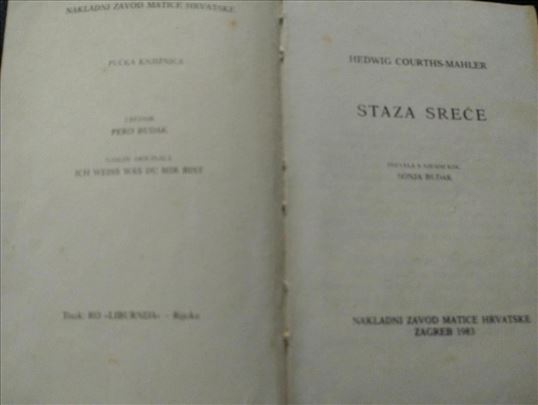 NAKLADNI ZAVOD MATICE HRVATSKE
PUČKA KNJIŽNICA
UREDNIK
PERO BUDAK
NASLOV ORIGINALA
ICH WEISS WAS DU MIR BIST
Tisak: RO »LIBURNIJA« – Rijeka
HEDWIG COURTHS-MAHLER
STAZA SREĆE
PREVELA S NJEMAČKOG
SONJA BUDAK
NAKLADNI ZAVOD MATICE HRVATSKE
ZAGREB 1983